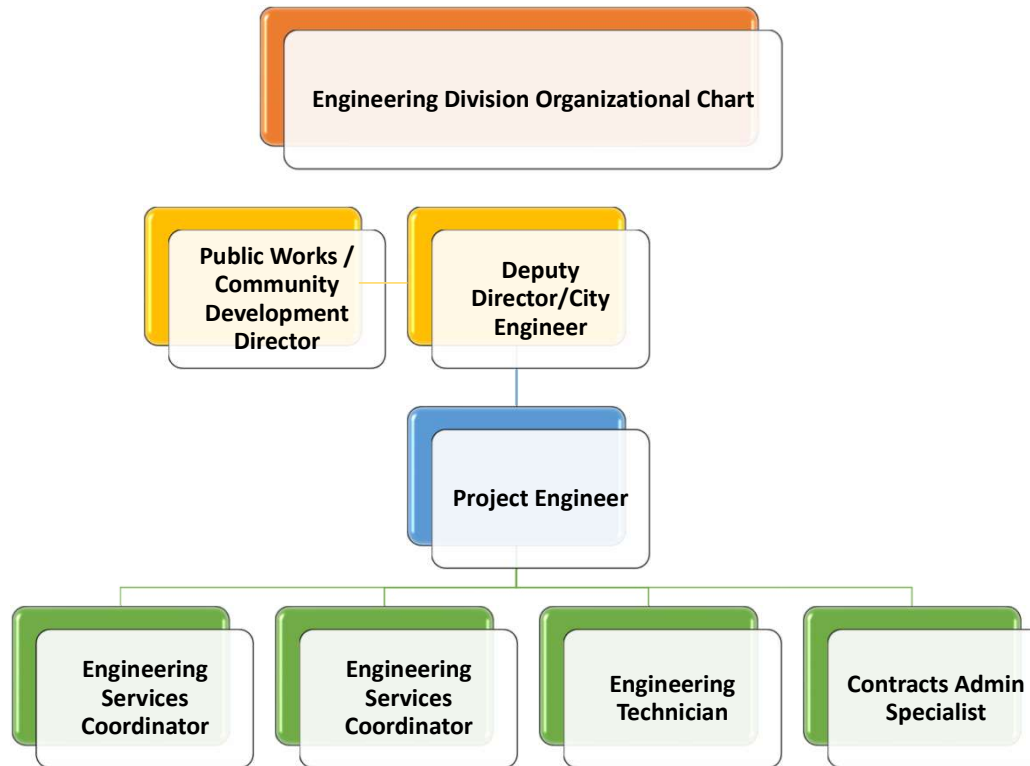 Engineering Division Organizational Chart
Public Works /
Community
Development
Director
Deputy
Director/City
Engineer
Project Engineer
Engineering
Services
Coordinator
Engineering
Services
Coordinator
Engineering
Technician
Contracts Admin
Specialist